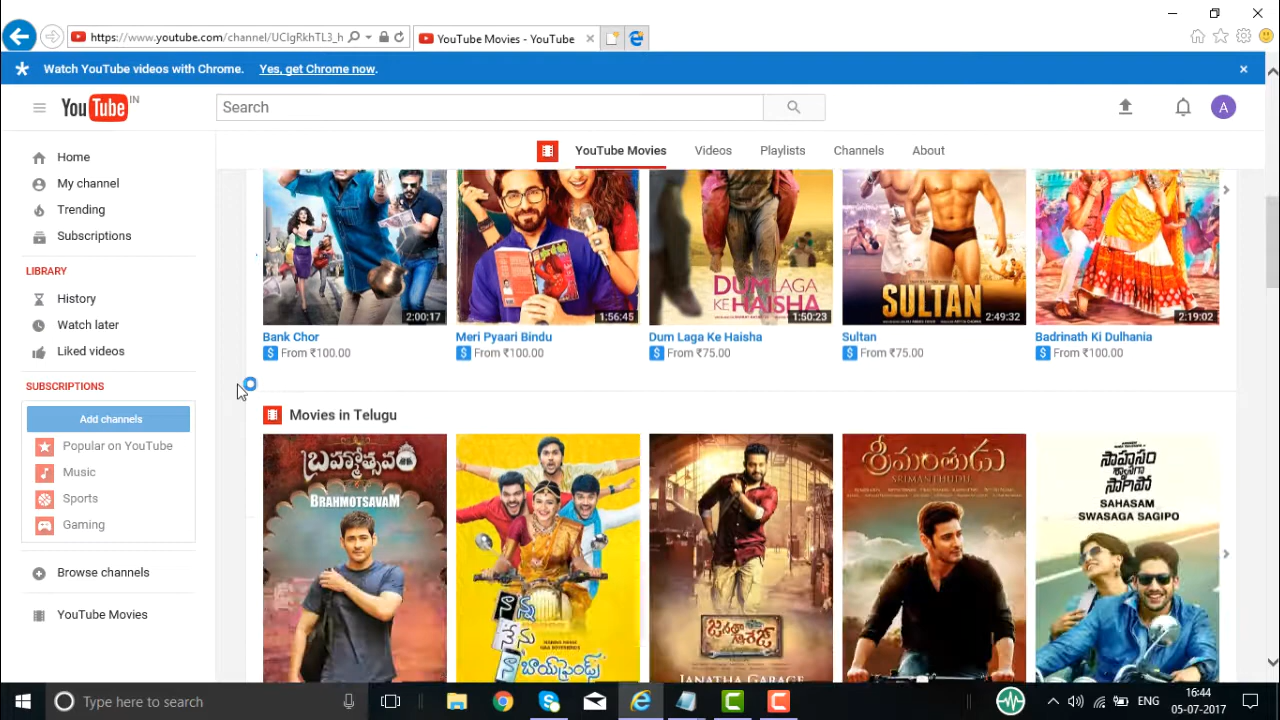 https://www.youtube.com/channel/UCIgRkhTL3_h
YouTube Movies - YouTube
Watch YouTube videos with Chrome. Yes, get Chrome now.
YouTube IN
Search
A
YouTube Movies
Videos
Playlists
Channels
About
Home
My channel
Trending
Subscriptions
LIBRARY
History
Watch later
Liked videos
SUBSCRIPTIONS
Add channels
Popular on YouTube
Music
Sports
Gaming
Browse channels
YouTube Movies
2:00:17
1:56:45
DUM LAGA
KE HAISHA
1:50:23
SULTAN
2:49:32
2:19:02
Bank Chor
Meri Pyaari Bindu
Dum Laga Ke Haisha
Sultan
Badrinath Ki Dulhania
$ From ₹100.00
$ From ₹100.00
$ From ₹75.00
$ From ₹75.00
$ From ₹100.00
Movies in Telugu
బ్రహ్మోత్సవం
BRAHMOTSAVAM
నాన్న
నేను
నా బాయ్‌ఫ్రెండ్స్
జనతా గ్యారేజ్
JANATHA GARAGE
శ్రీమంతుడు
SRIMANTHUDU
సాహసం
శ్వాసగా
సాగిపో
SAHASAM
SWASAGA SAGIPO
Type here to search
ENG
16:44
05-07-2017